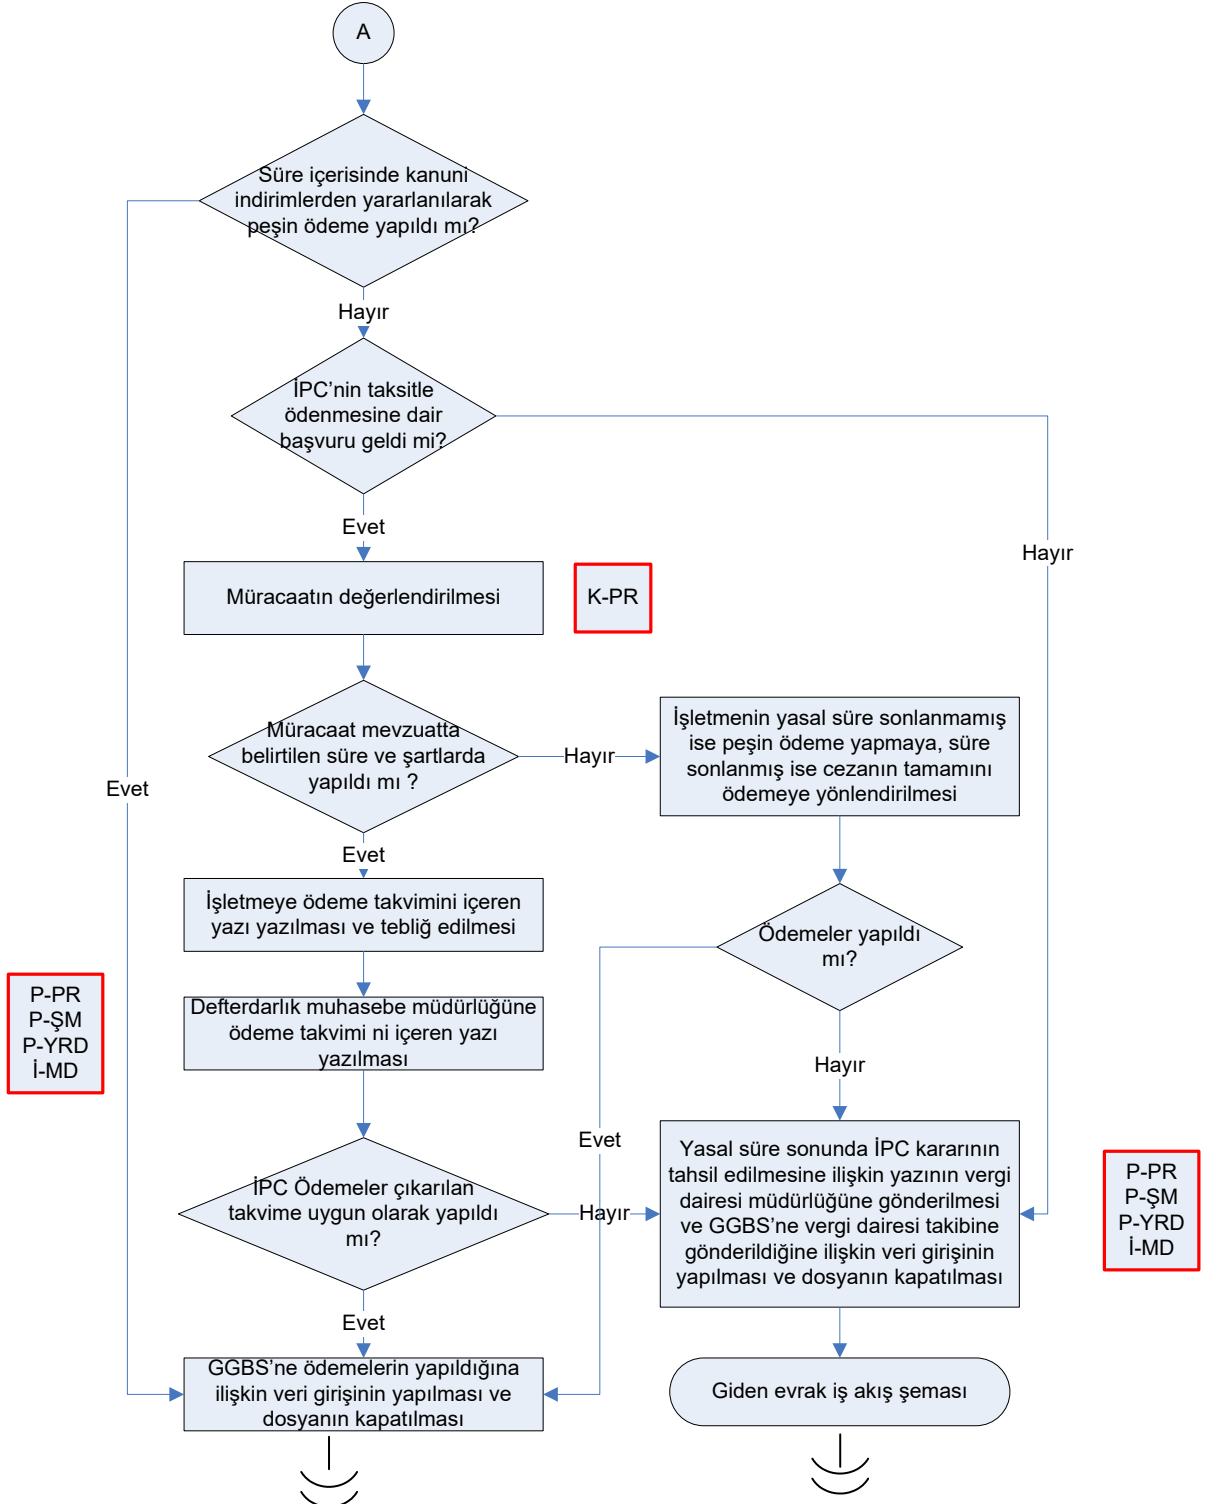 A
Süre içerisinde kanuni
indirimlerden yararlanılarak
peşin ödeme yapıldı mı?
Hayır
İPC’nin taksitle
ödenmesine dair
başvuru geldi mi?
Evet
Hayır
Müracaatın değerlendirilmesi
K-PR
Müracaat mevzuatta
belirtilen süre ve şartlarda
yapıldı mı ?
Hayır
İşletmenin yasal süre sonlanmamış
ise peşin ödeme yapmaya, süre
sonlanmış ise cezanın tamamını
ödemeye yönlendirilmesi
Evet
Evet
İşletmeye ödeme takvimini içeren
yazı yazılması ve tebliğ edilmesi
Ödemeler yapıldı
mı?
P-PR
P-ŞM
P-YRD
İ-MD
Defterdarlık muhasebe müdürlüğüne
ödeme takvimi ni içeren yazı
yazılması
Hayır
Evet
İPC Ödemeler çıkarılan
takvime uygun olarak yapıldı
mı?
Hayır
Yasal süre sonunda İPC kararının
tahsil edilmesine ilişkin yazının vergi
dairesi müdürlüğüne gönderilmesi
ve GGBS’ne vergi dairesi takibine
gönderildiğine ilişkin veri girişinin
yapılması ve dosyanın kapatılması
P-PR
P-ŞM
P-YRD
İ-MD
Evet
GGBS’ne ödemelerin yapıldığına
ilişkin veri girişinin yapılması ve
dosyanın kapatılması
Giden evrak iş akış şeması